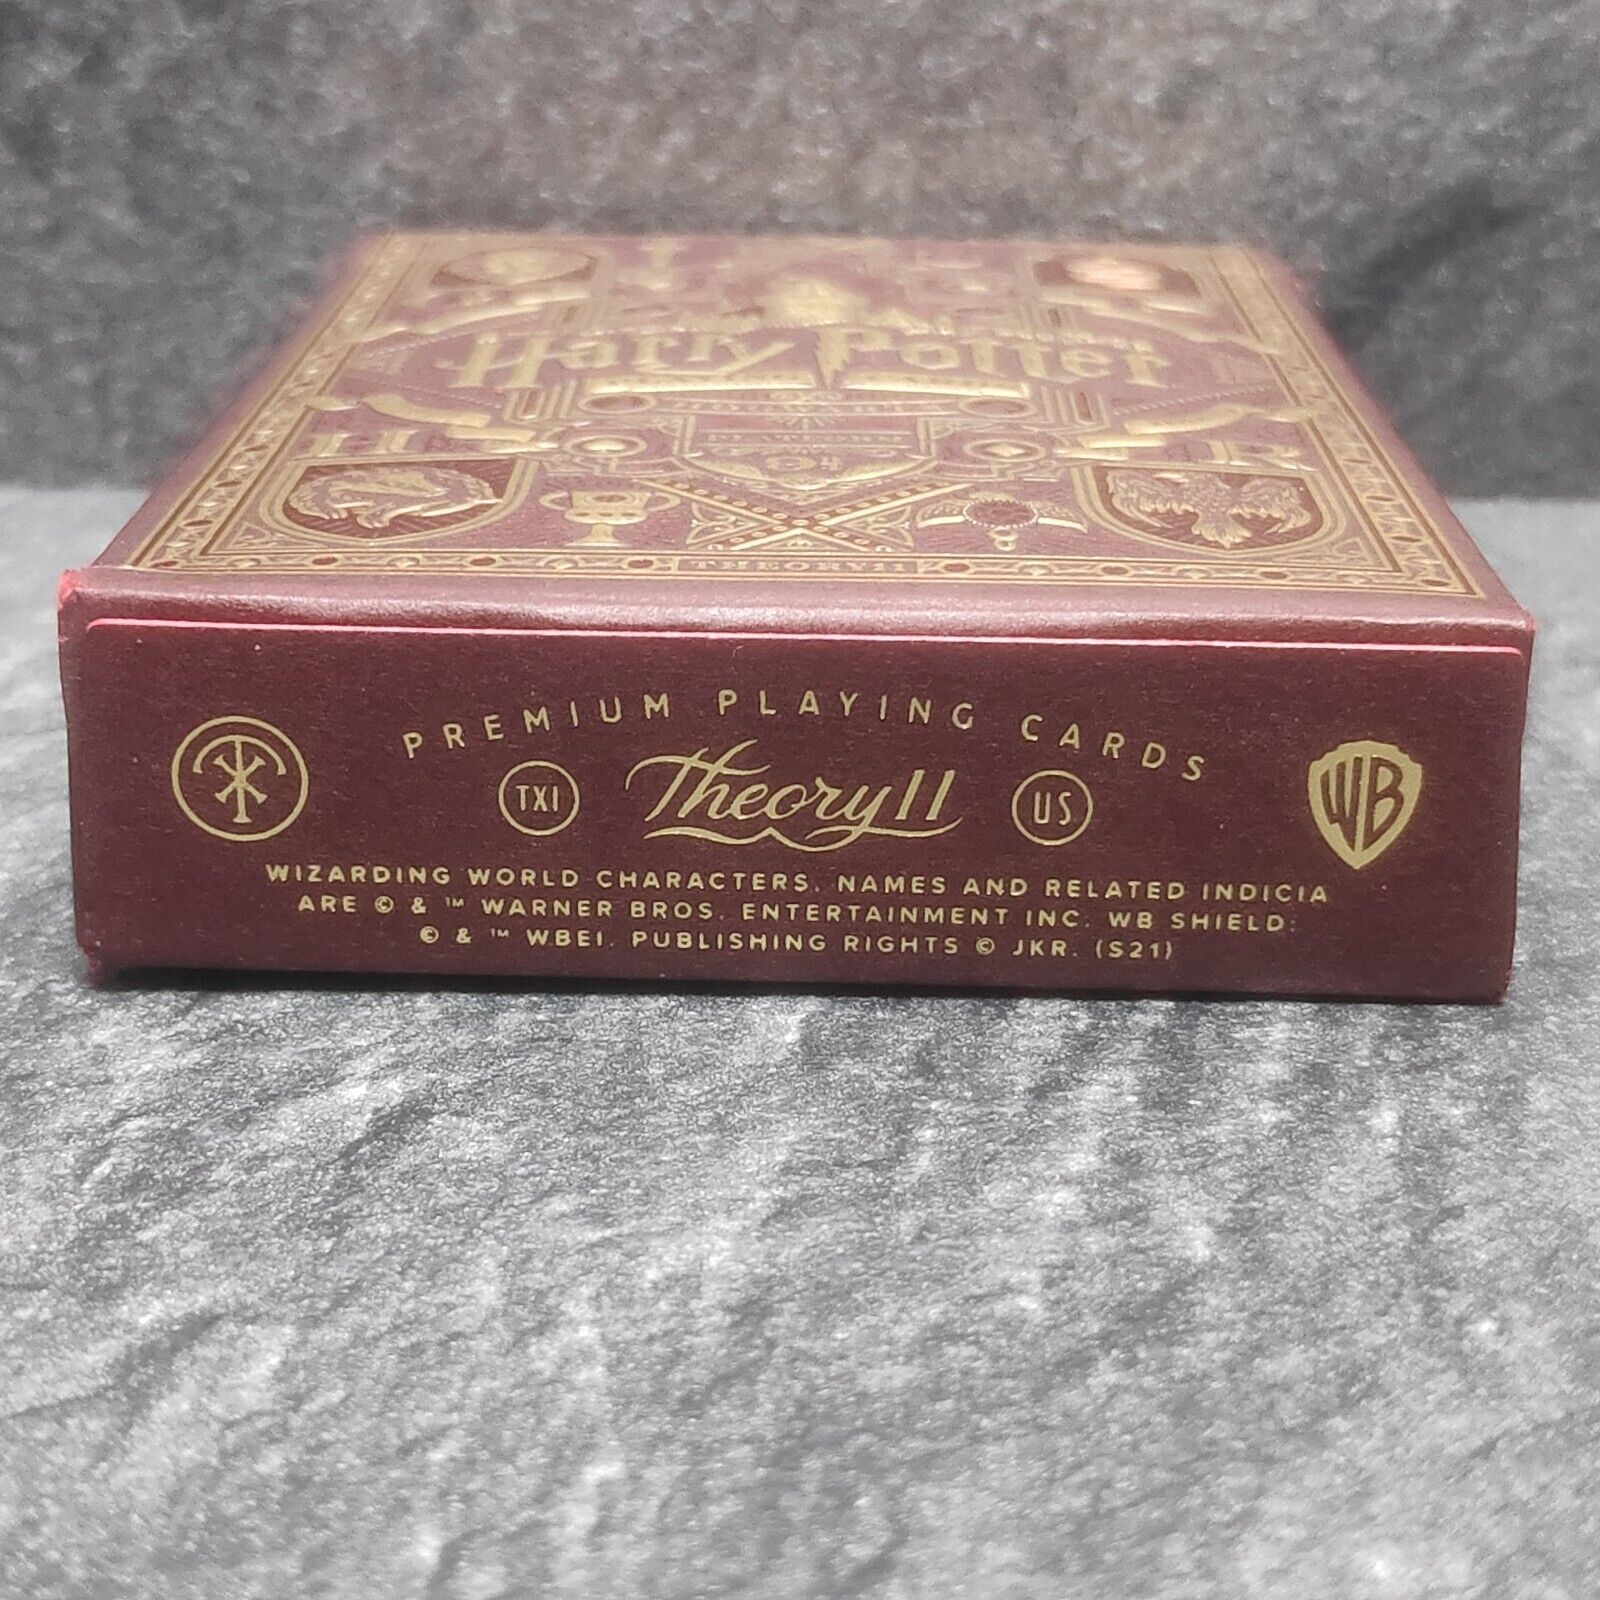 Harry Potter
H R
THEORY11
PREMIUM PLAYING CARDS
TXI Theory11 US
WB
WIZARDING WORLD CHARACTERS, NAMES AND RELATED INDICIA
ARE © & ™ WARNER BROS. ENTERTAINMENT INC. WB SHIELD:
© & ™ WBEI. PUBLISHING RIGHTS © JKR. (S21)